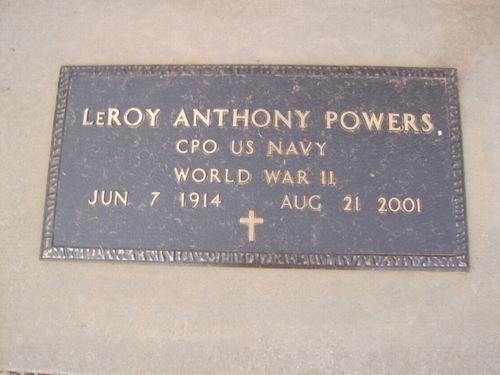 LeROY ANTHONY POWERS
CPO US NAVY
WORLD WAR II
JUN 7 1914 AUG 21 2001